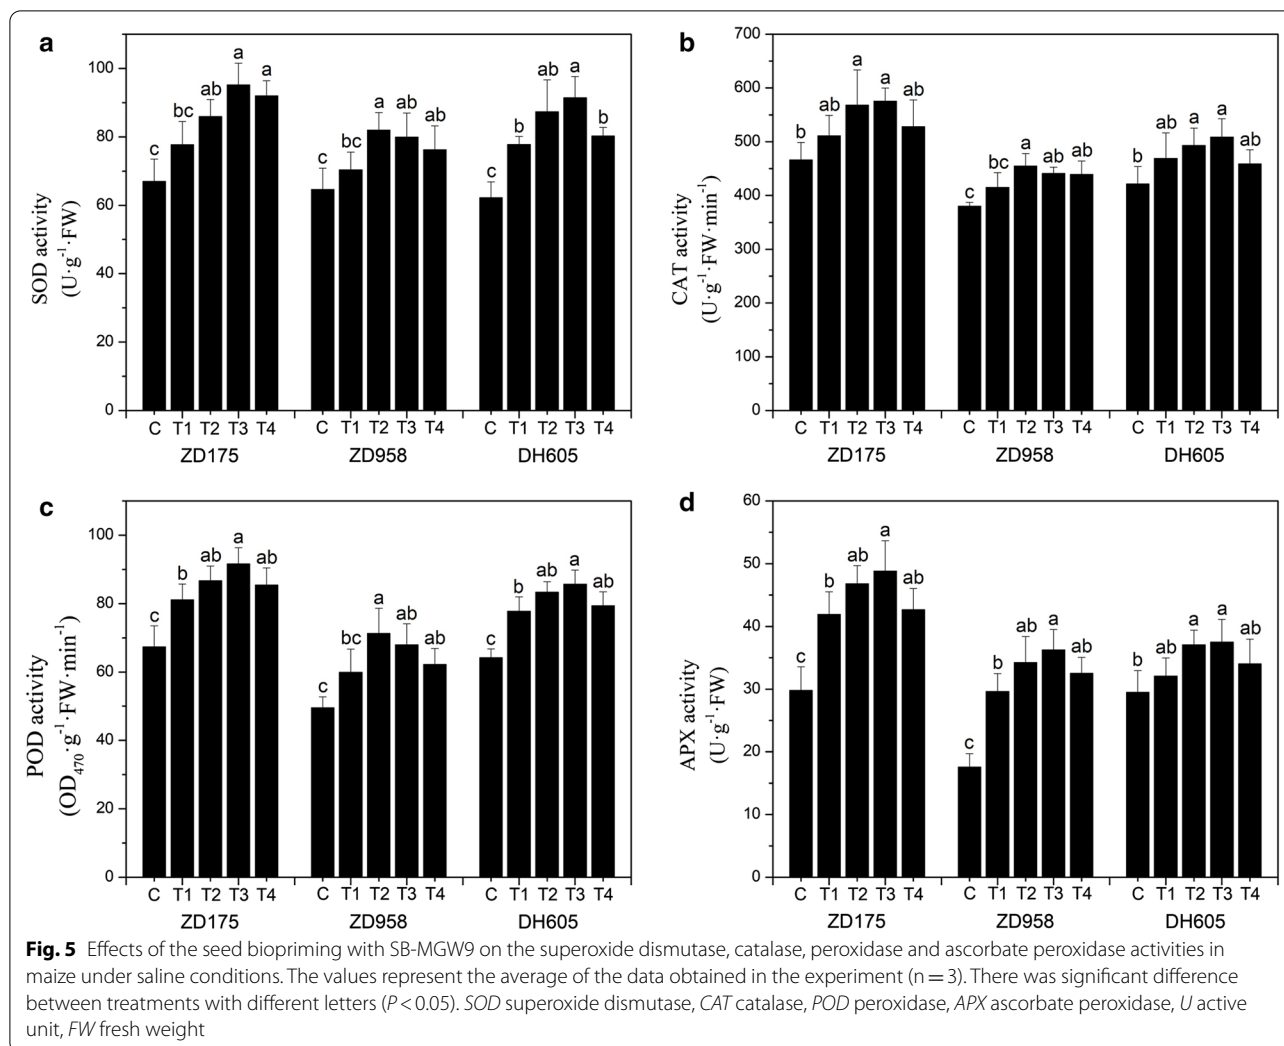 a
SOD activity
(U·g⁻¹·FW)
100
80
60
40
20
0
c bc ab a a
c bc a ab ab
c b ab a b
C T1 T2 T3 T4 C T1 T2 T3 T4 C T1 T2 T3 T4
ZD175 ZD958 DH605
b
CAT activity
(U·g⁻¹·FW·min⁻¹)
700
600
500
400
300
200
100
0
b ab a a ab
c bc a ab ab
b ab a a ab
C T1 T2 T3 T4 C T1 T2 T3 T4 C T1 T2 T3 T4
ZD175 ZD958 DH605
c
POD activity
(OD₄₇₀·g⁻¹·FW·min⁻¹)
100
80
60
40
20
0
c b ab a ab
c bc a ab ab
c b ab a ab
C T1 T2 T3 T4 C T1 T2 T3 T4 C T1 T2 T3 T4
ZD175 ZD958 DH605
d
APX activity
(U·g⁻¹·FW)
60
50
40
30
20
10
0
c b ab a ab
c b ab a ab
b ab a a ab
C T1 T2 T3 T4 C T1 T2 T3 T4 C T1 T2 T3 T4
ZD175 ZD958 DH605
Fig. 5 Effects of the seed biopriming with SB-MGW9 on the superoxide dismutase, catalase, peroxidase and ascorbate peroxidase activities in
maize under saline conditions. The values represent the average of the data obtained in the experiment (n = 3). There was significant difference
between treatments with different letters (P < 0.05). SOD superoxide dismutase, CAT catalase, POD peroxidase, APX ascorbate peroxidase, U active
unit, FW fresh weight